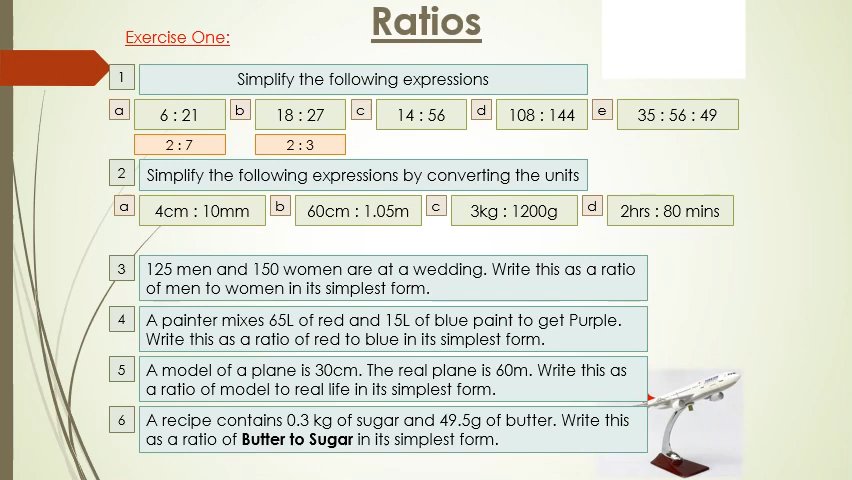 Ratios
Exercise One:
1 Simplify the following expressions
a 6 : 21 b 18 : 27 c 14 : 56 d 108 : 144 e 35 : 56 : 49
2 : 7 2 : 3
2 Simplify the following expressions by converting the units
a 4cm : 10mm b 60cm : 1.05m c 3kg : 1200g d 2hrs : 80 mins
3 125 men and 150 women are at a wedding. Write this as a ratio
of men to women in its simplest form.
4 A painter mixes 65L of red and 15L of blue paint to get Purple.
Write this as a ratio of red to blue in its simplest form.
5 A model of a plane is 30cm. The real plane is 60m. Write this as
a ratio of model to real life in its simplest form.
6 A recipe contains 0.3 kg of sugar and 49.5g of butter. Write this
as a ratio of Butter to Sugar in its simplest form.